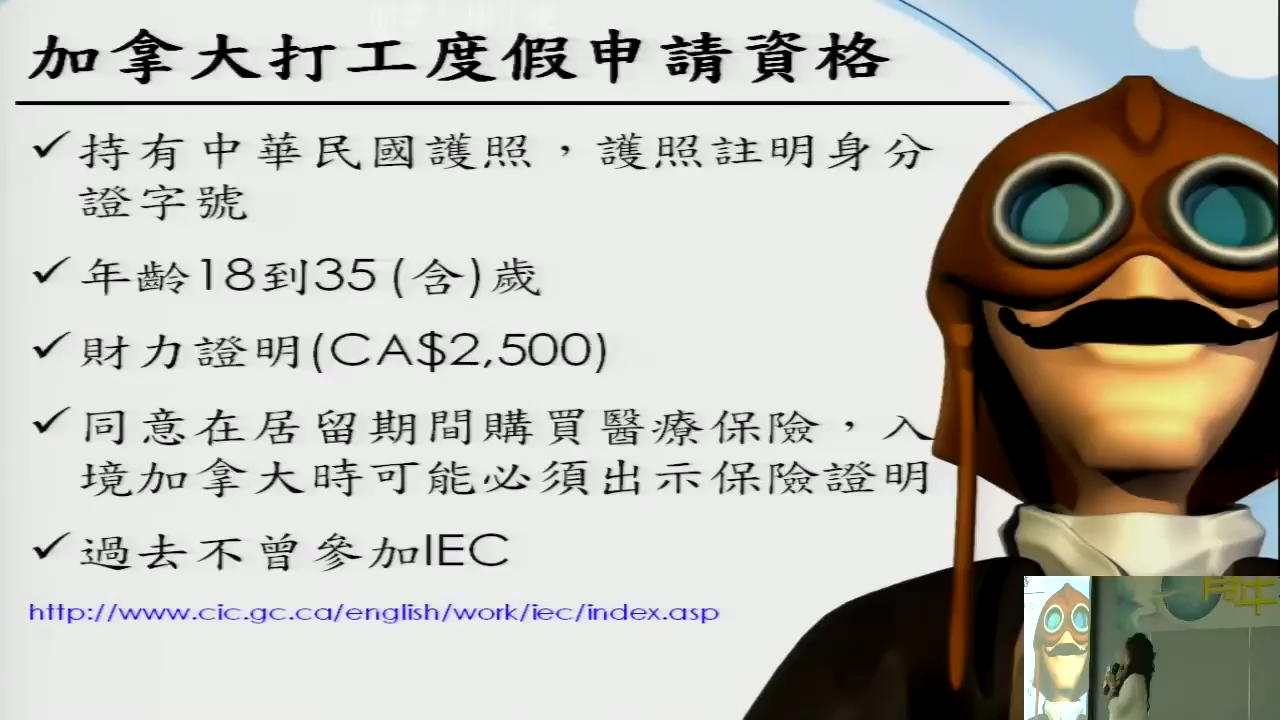 加拿大打工度假申請資格
✓持有中華民國護照，護照註明身分
證字號
✓年齡18到35(含)歲
✓財力證明(CA$2,500)
✓同意在居留期間購買醫療保險，入
境加拿大時可能必須出示保險證明
✓過去不曾參加IEC
http://www.cic.gc.ca/english/work/iec/index.asp